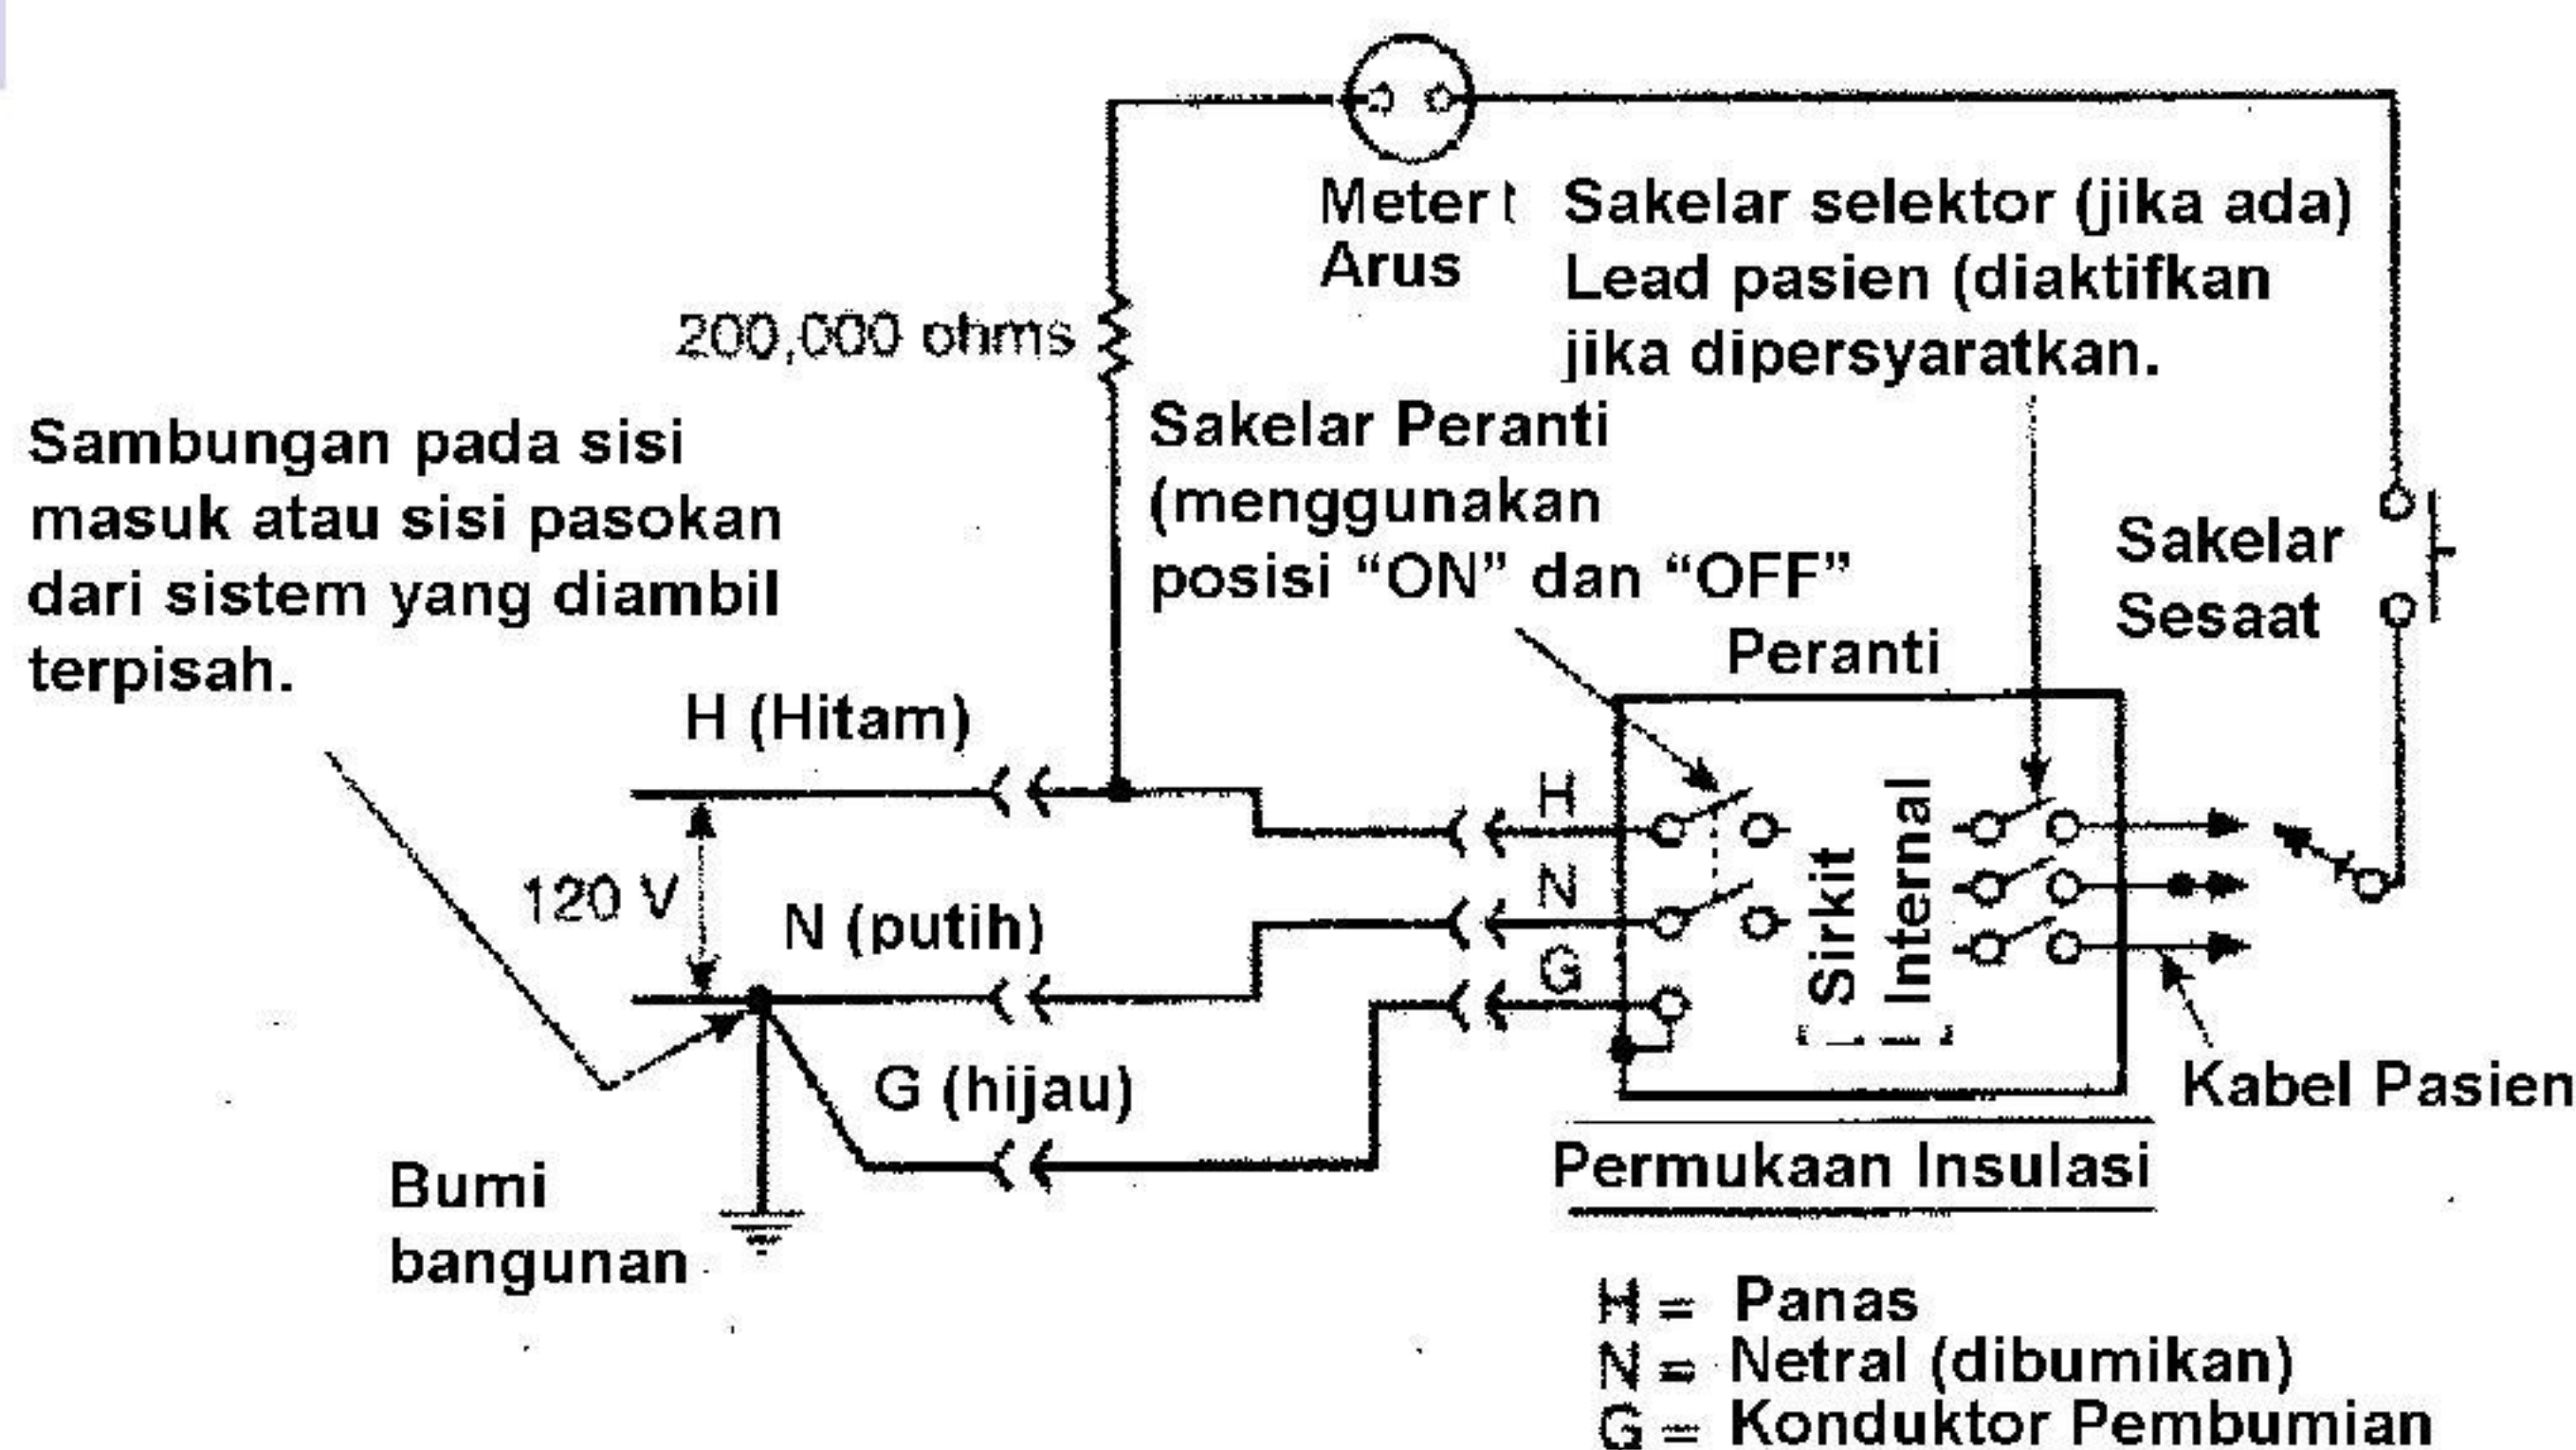 Meter
Arus
Sakelar selektor (jika ada)
Lead pasien (diaktifkan
jika dipersyaratkan.
200,000 ohms
Sakelar Peranti
(menggunakan
posisi “ON” dan “OFF”
Sambungan pada sisi
masuk atau sisi pasokan
dari sistem yang diambil
terpisah.
Sakelar
Sesaat
Peranti
H (Hitam)
120 V
N (putih)
G (hijau)
Bumi
bangunan
H
N
G
Sirkit
Internal
Kabel Pasien
Permukaan Insulasi
H = Panas
N = Netral (dibumikan)
G = Konduktor Pembumian